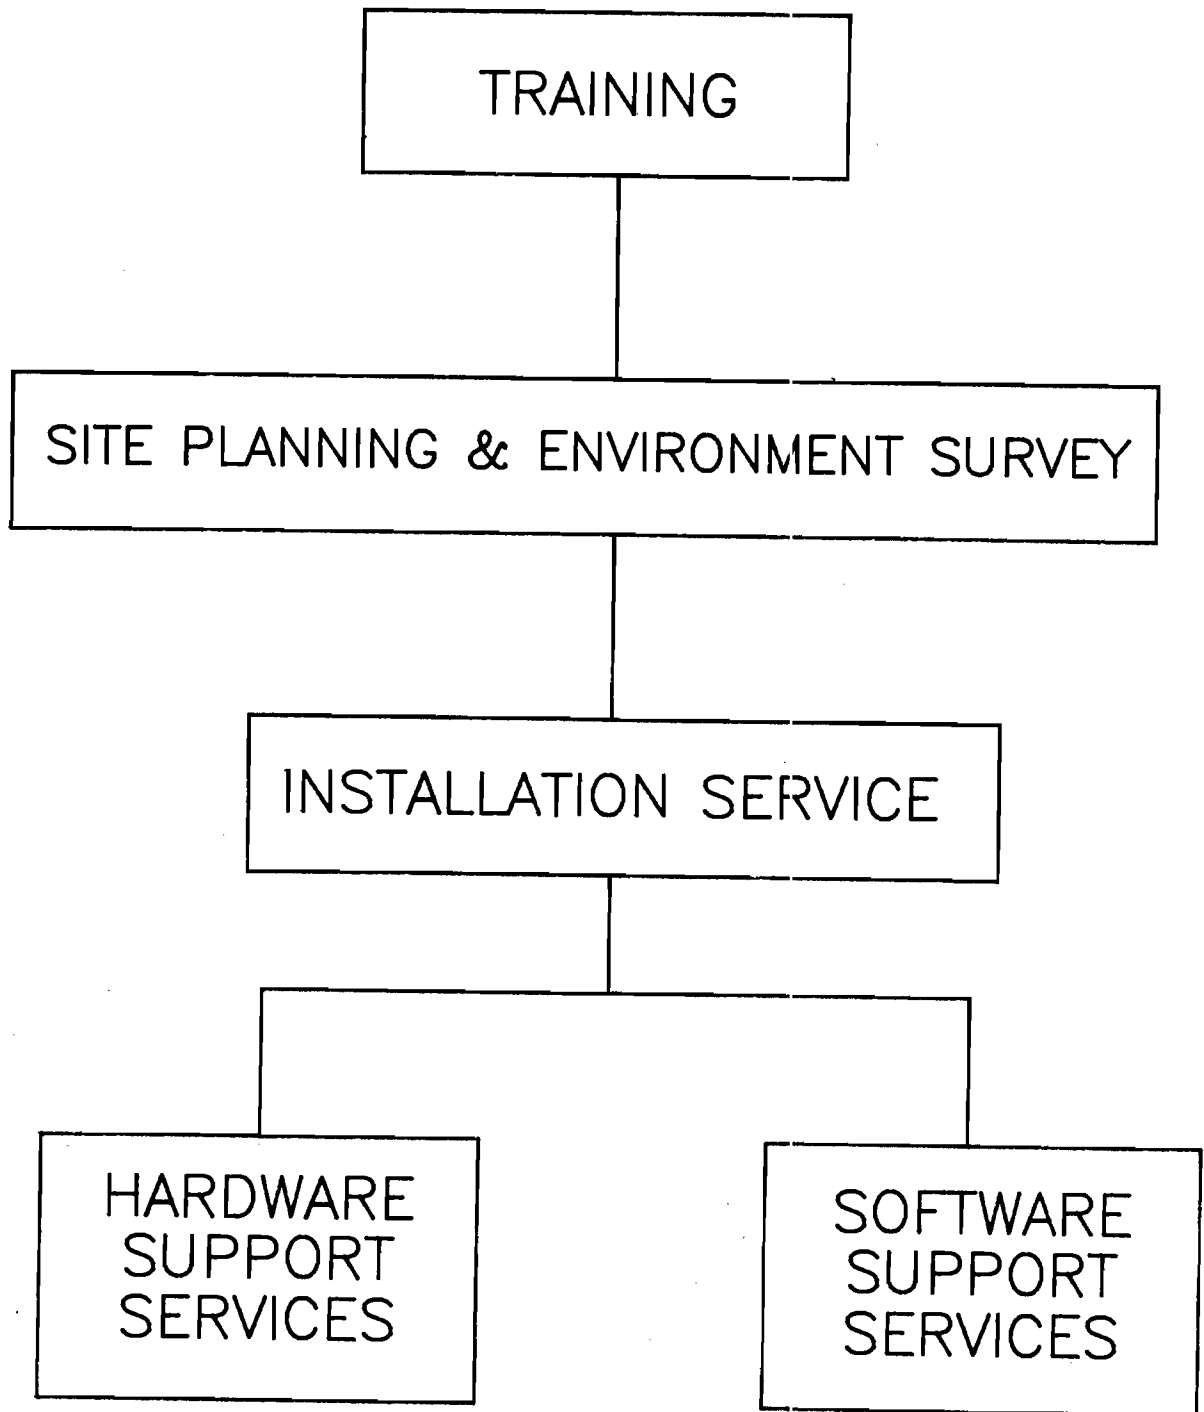 TRAINING
SITE PLANNING & ENVIRONMENT SURVEY
INSTALLATION SERVICE
HARDWARE
SUPPORT
SERVICES
SOFTWARE
SUPPORT
SERVICES